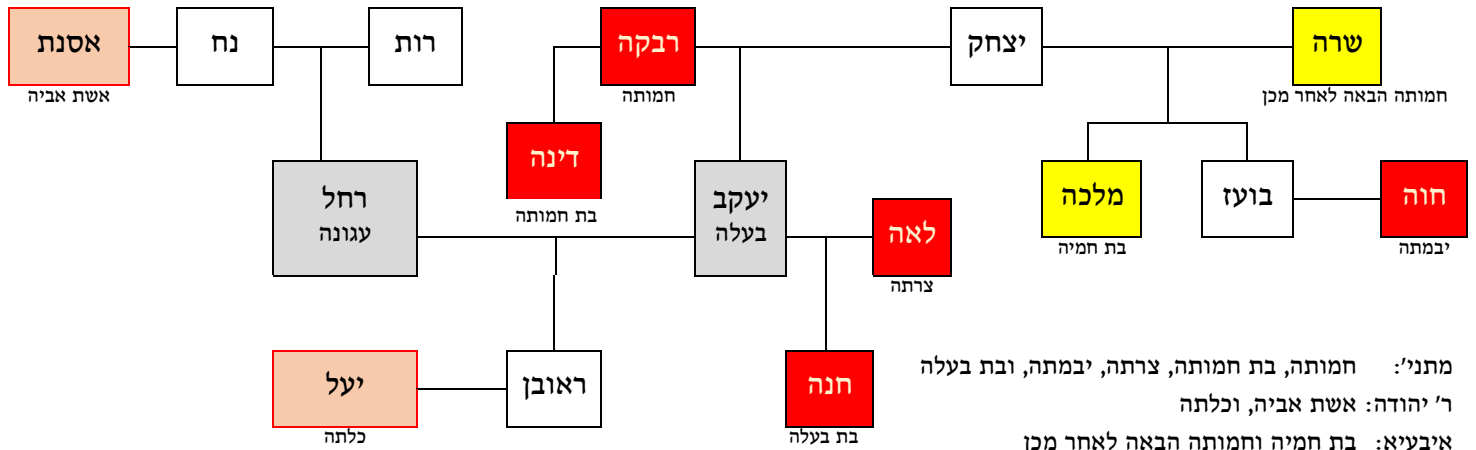 שרה
חמותה הבאה לאחר מכן
יצחק
רבקה
חמותה
רות
נח
אסנת
אשת אביה
דינה
בת חמותה
חוה
יבמתה
בועז
מלכה
בת חמיה
יעקב
בעלה
רחל
עגונה
לאה
צרתה
חנה
בת בעלה
ראובן
יעל
כלתה
מתני': חמותה, בת חמותה, צרתה, יבמתה, ובת בעלה
ר' יהודה: אשת אביה, וכלתה
איבעיא: בת חמיה וחמותה הבאה לאחר מכן